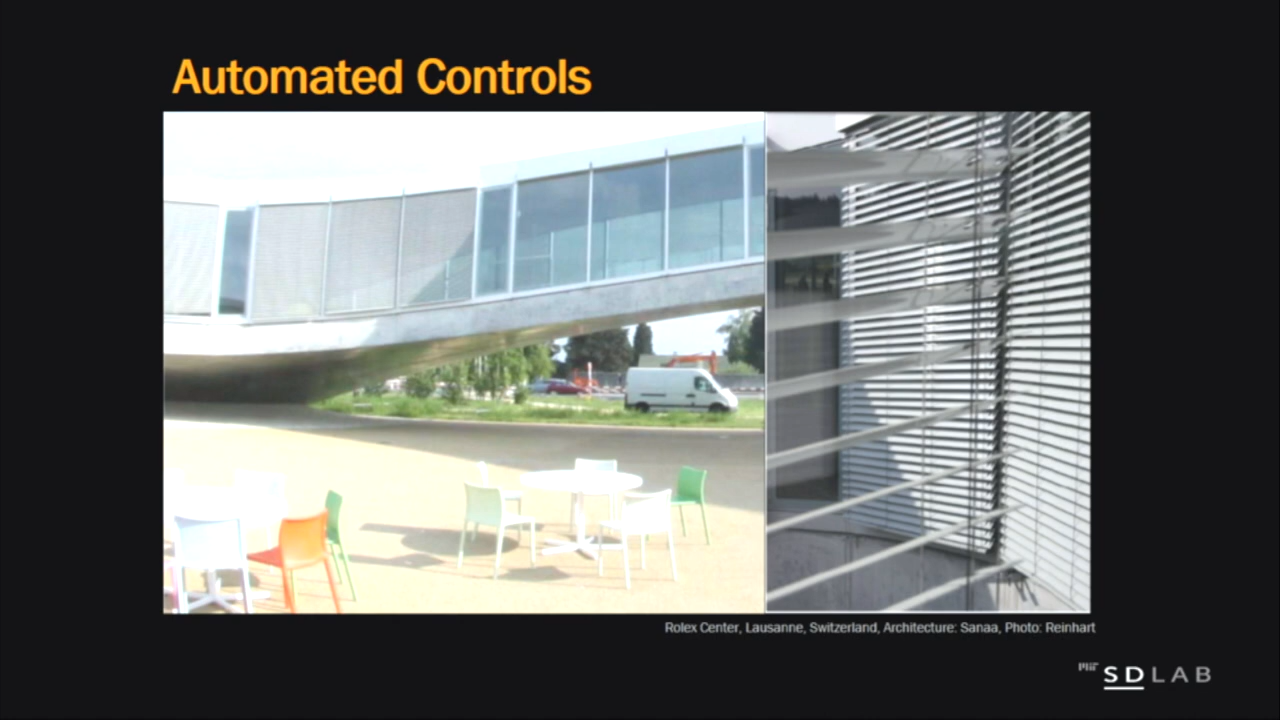 Automated Controls
Rolex Center, Lausanne, Switzerland, Architecture: Sanaa, Photo: Reinhart
MIT SDLAB